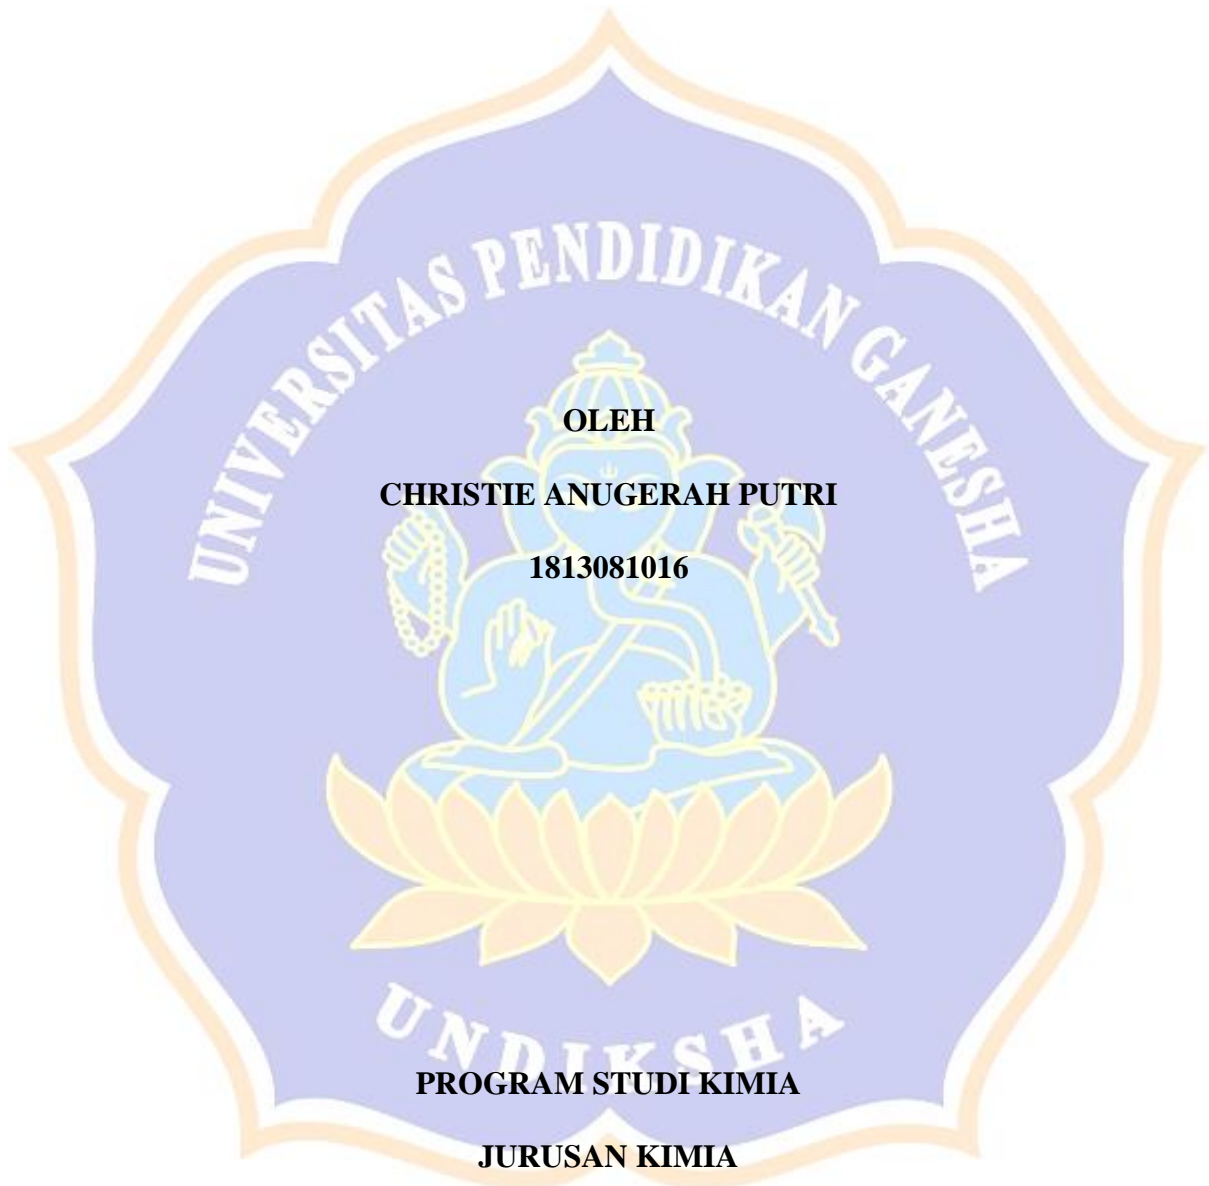 UNIVERSITAS PENDIDIKAN GANESHA
OLEH
CHRISTIE ANUGERAH PUTRI
1813081016
UNDIKSHA
PROGRAM STUDI KIMIA
JURUSAN KIMIA